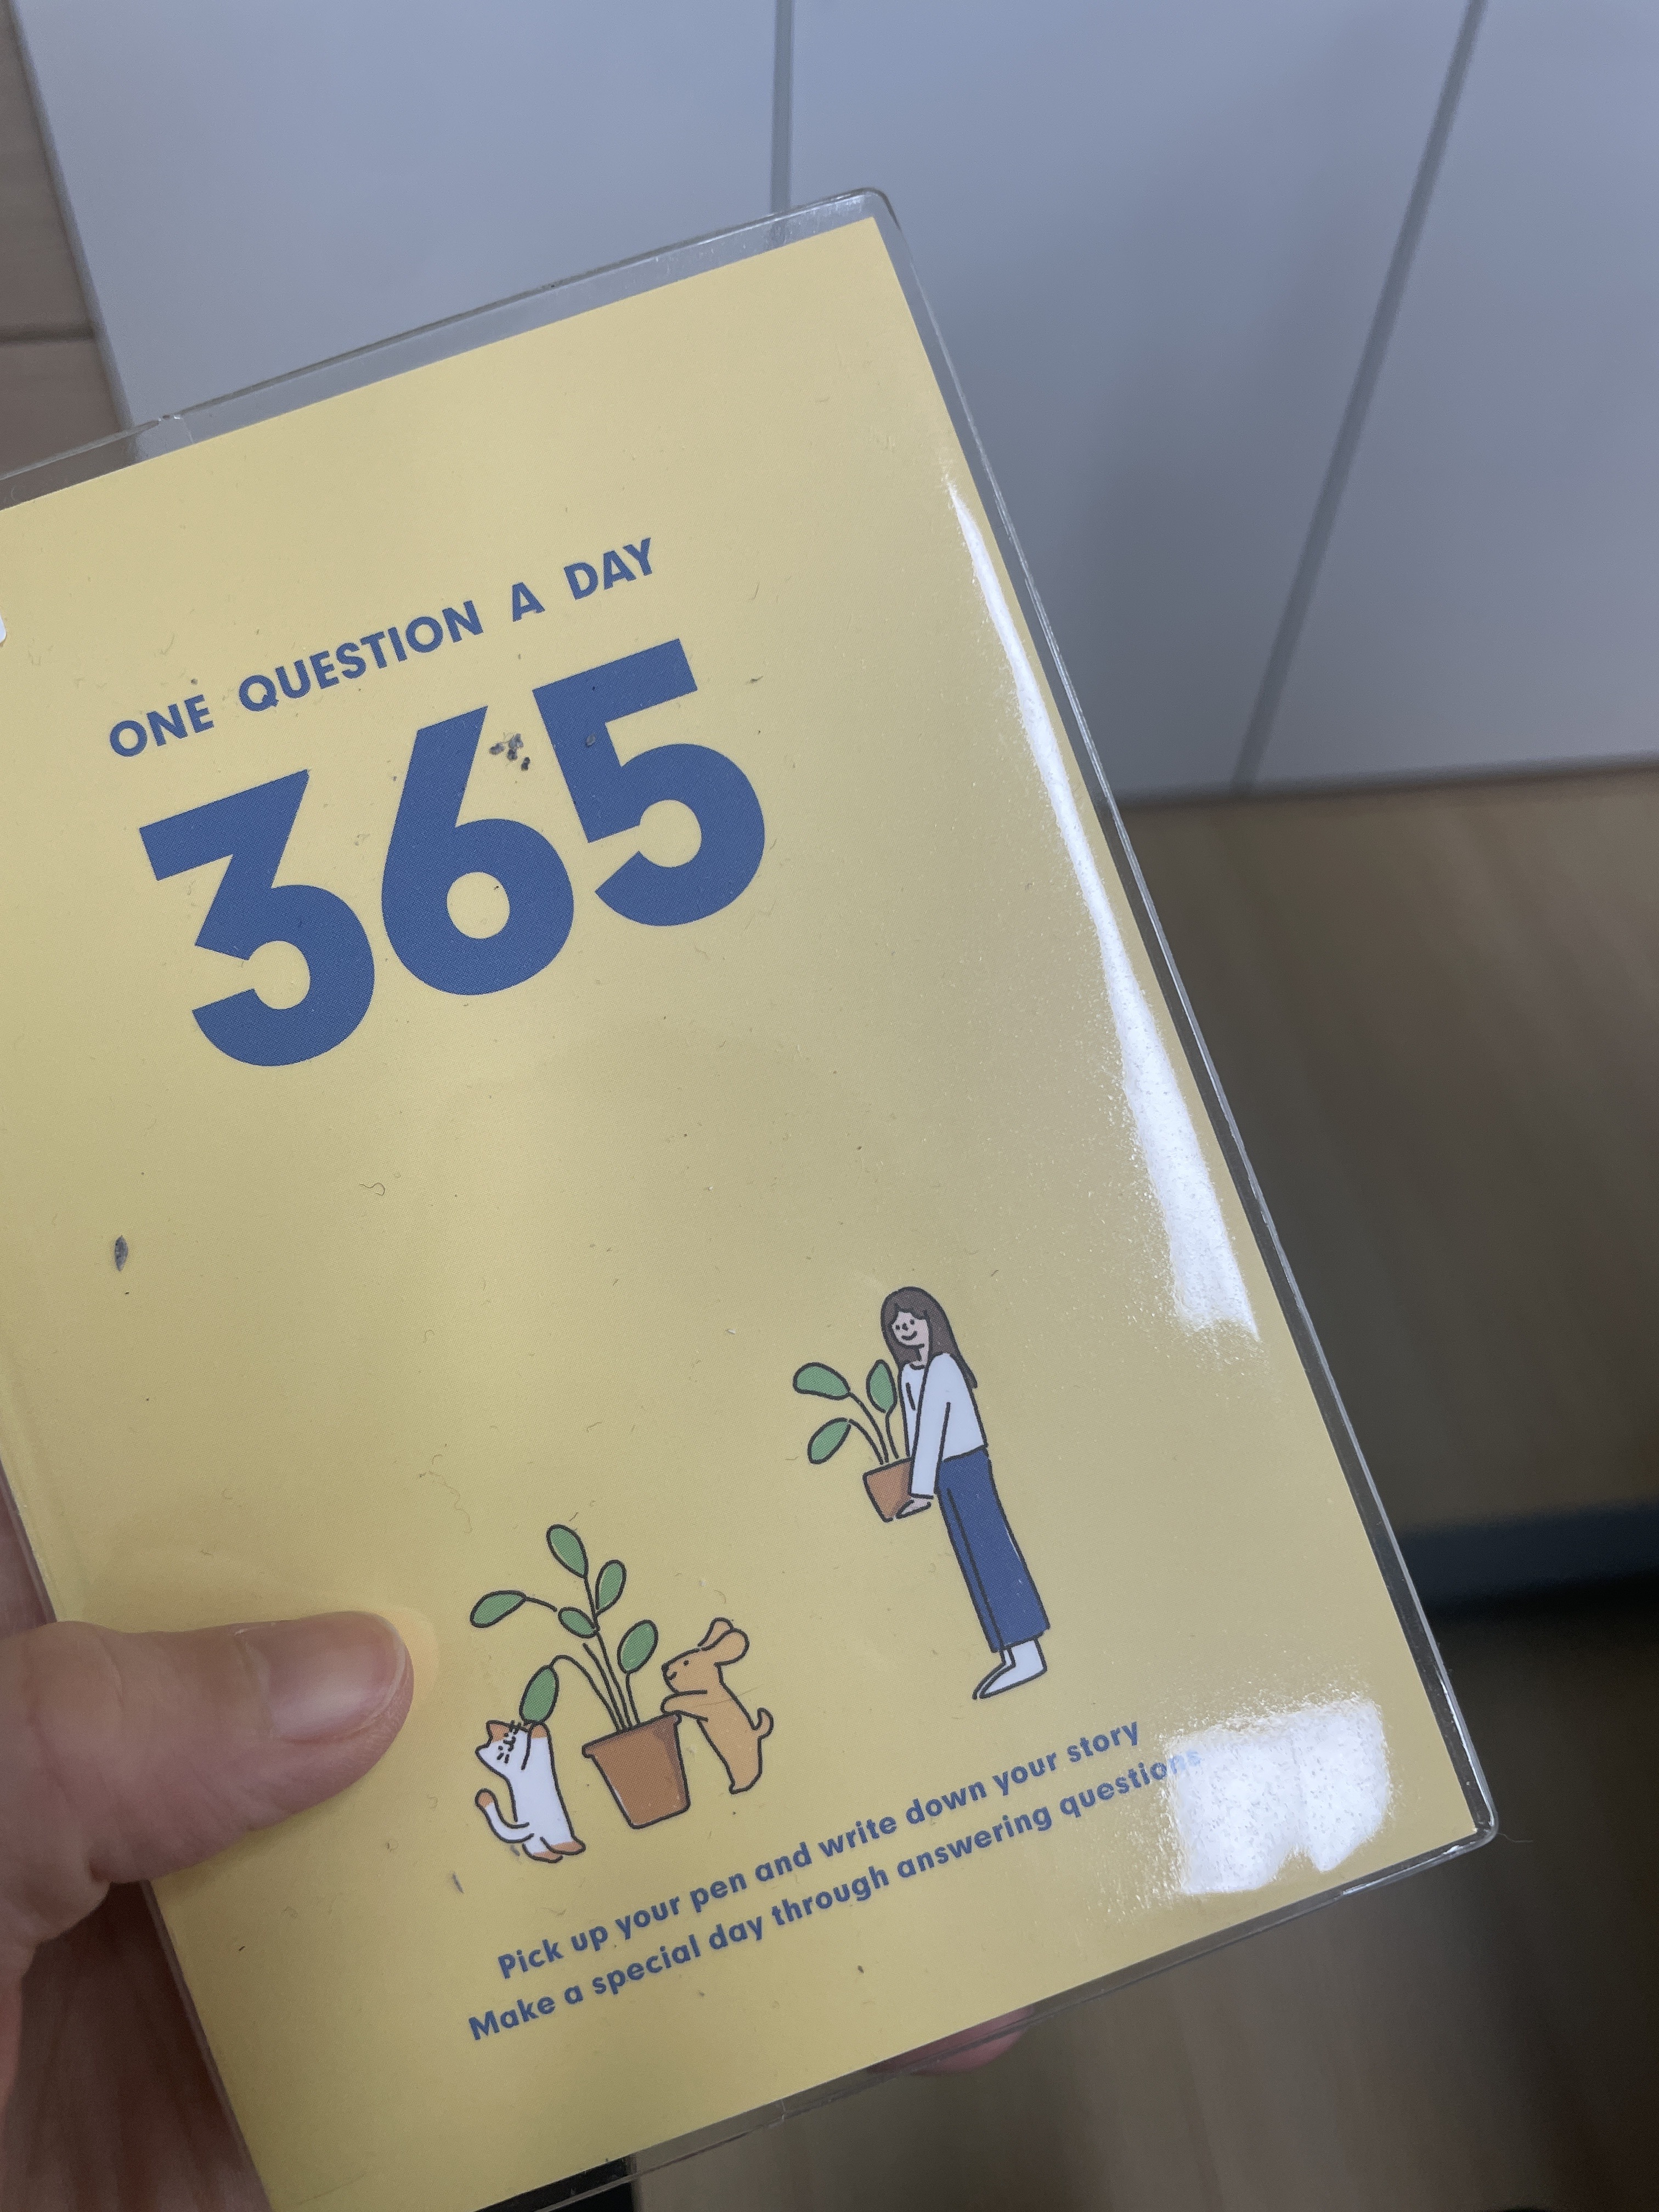 ONE QUESTION A DAY
365
Pick up your pen and write down your story
Make a special day through answering questions